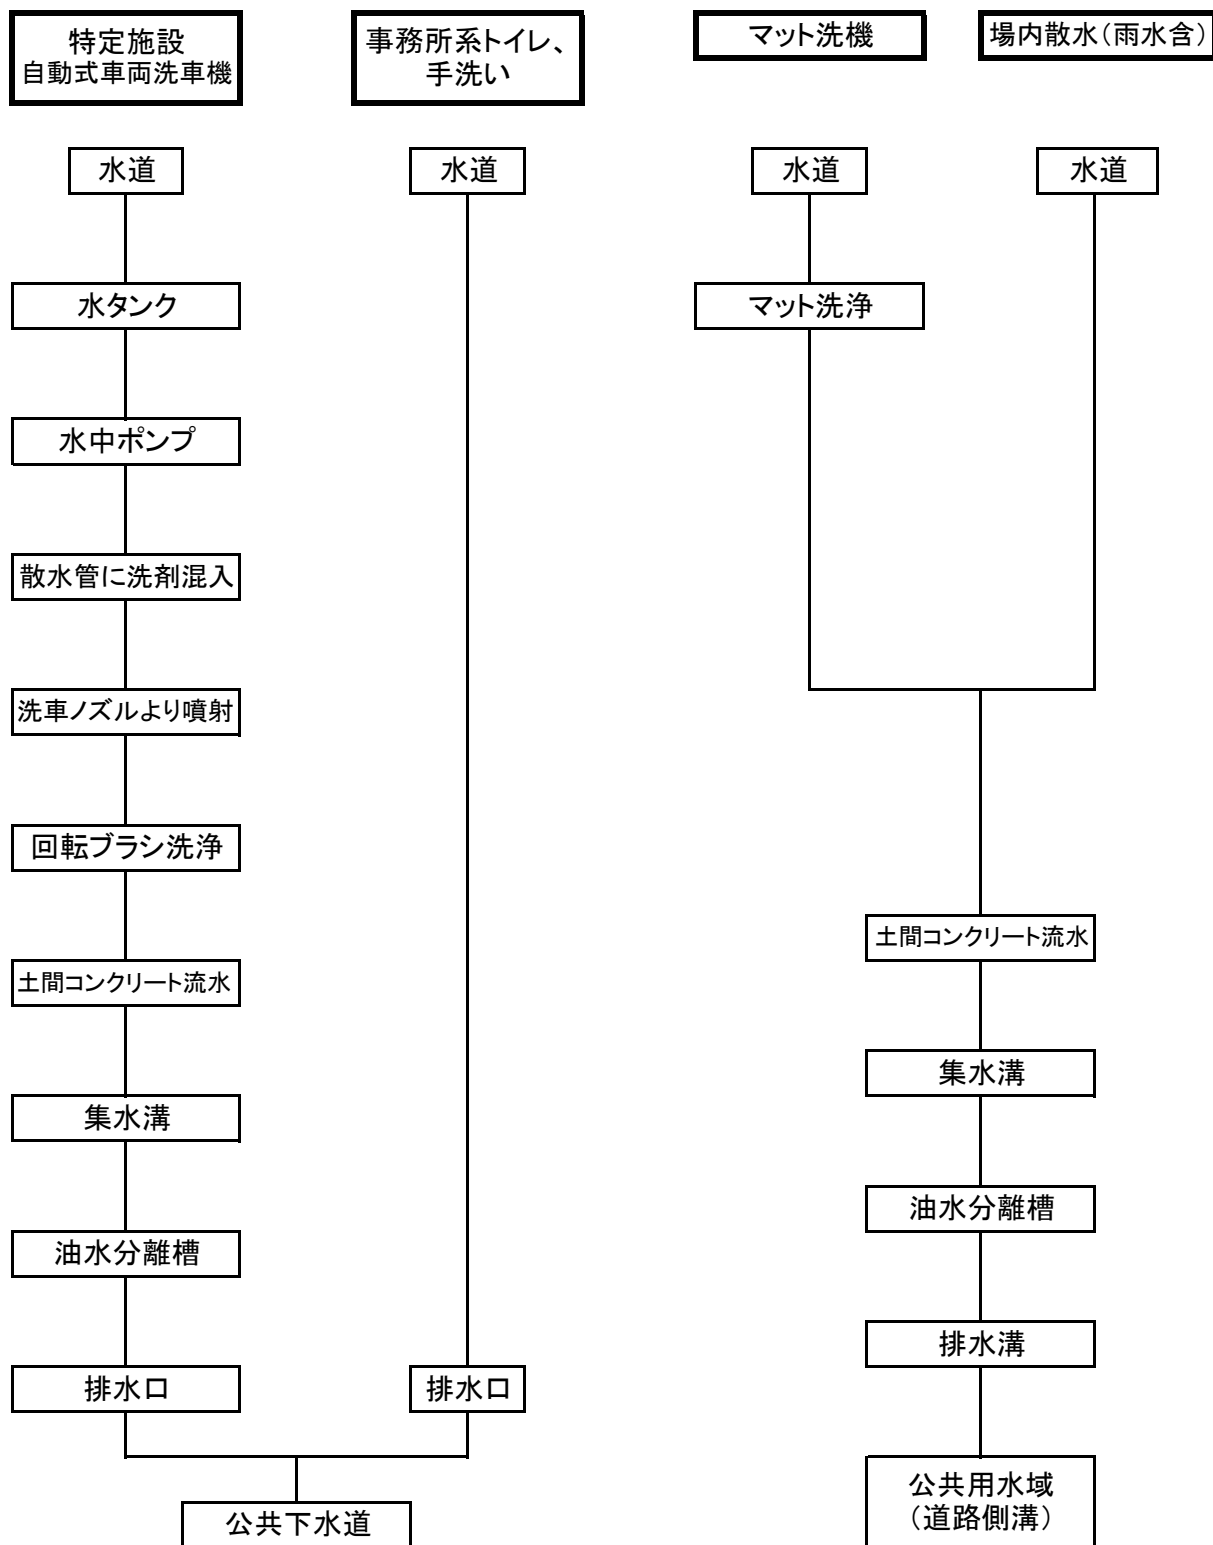 特定施設
自動式車両洗車機
水道
水タンク
水中ポンプ
散水管に洗剤混入
洗車ノズルより噴射
回転ブラシ洗浄
土間コンクリート流水
集水溝
油水分離槽
排水口
事務所系トイレ、
手洗い
水道
排水口
公共下水道
マット洗機
水道
マット洗浄
場内散水（雨水含）
水道
土間コンクリート流水
集水溝
油水分離槽
排水溝
公共用水域
（道路側溝）